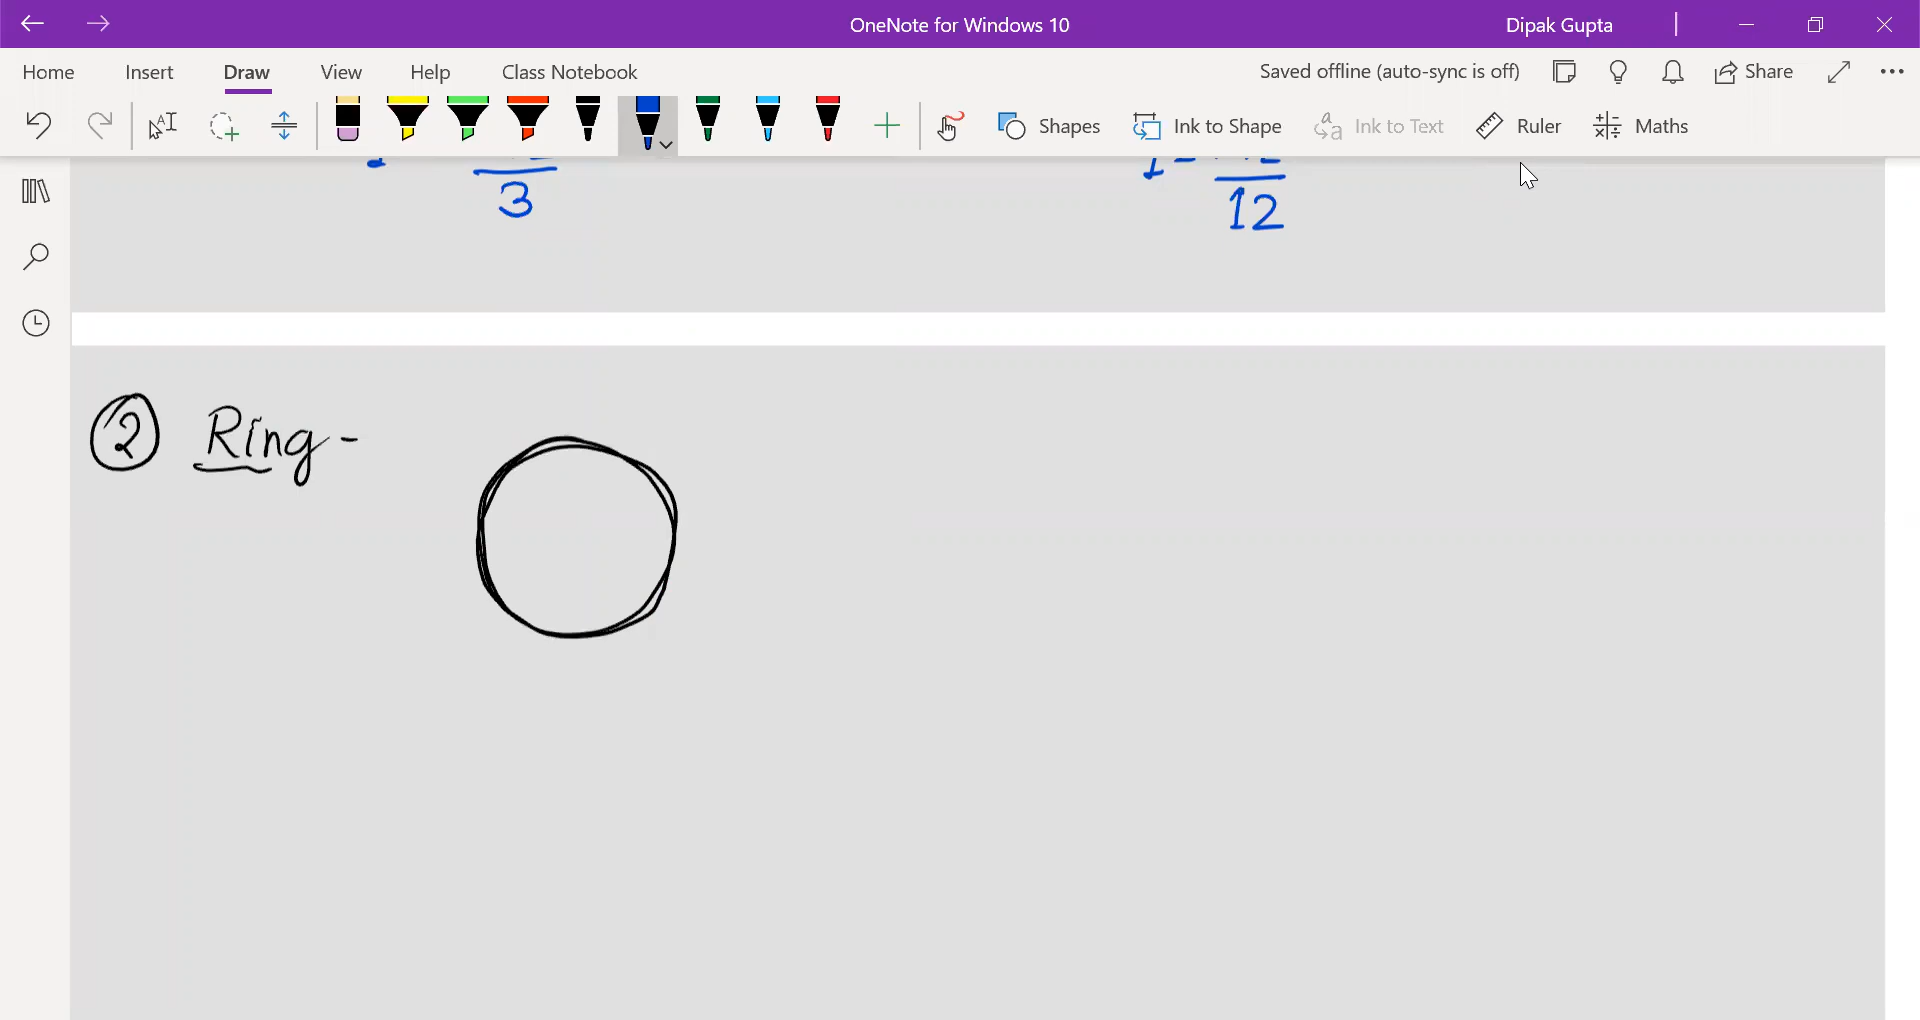 OneNote for Windows 10
Dipak Gupta
Home Insert Draw View Help Class Notebook
Saved offline (auto-sync is off)
Share
Shapes
Ink to Shape
Ink to Text
Ruler
Maths
3
12
2 Ring -